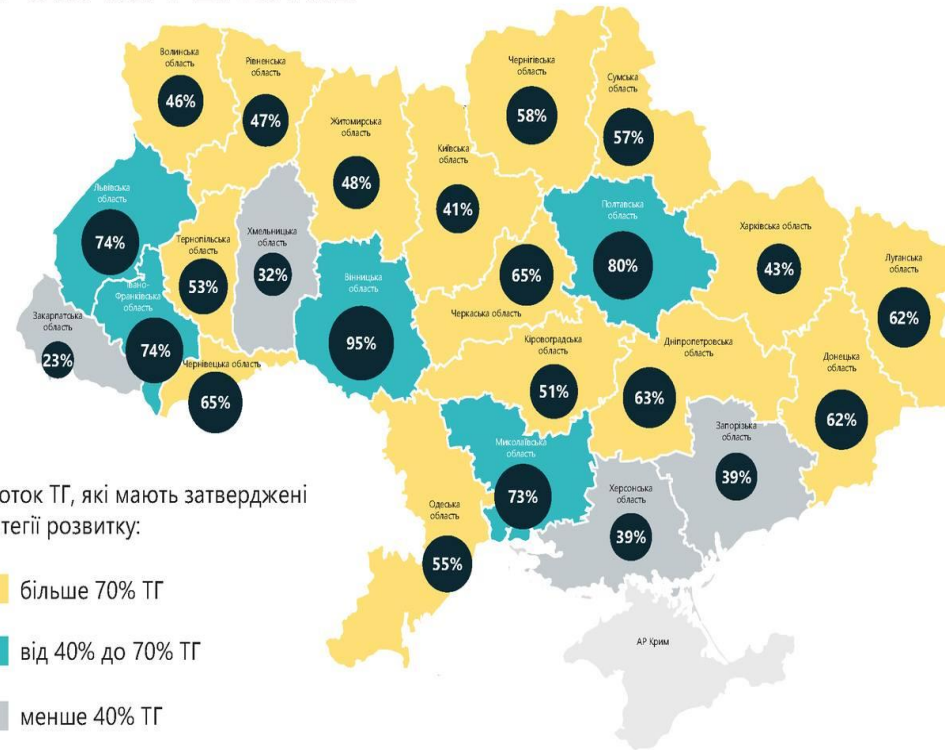 Волинська
область
46%
Рівненська
область
47%
Житомирська
область
48%
Київська
область
41%
Чернігівська
область
58%
Сумська
область
57%
Львівська
область
74%
Тернопільська
область
53%
Хмельницька
область
32%
Вінницька
область
95%
65%
Черкаська область
Полтавська
область
80%
Харківська область
43%
Луганська
область
62%
Закарпатська
область
23%
Івано-
Франківська
область
74%
Чернівецька область
65%
Кіровоградська
область
51%
Дніпропетровська
область
63%
Донецька
область
62%
Одеська
область
55%
Миколаївська
область
73%
Херсонська
область
39%
Запорізька
область
39%
АР Крим
оток ТГ, які мають затверджені
тегії розвитку:
більше 70% ТГ
від 40% до 70% ТГ
менше 40% ТГ